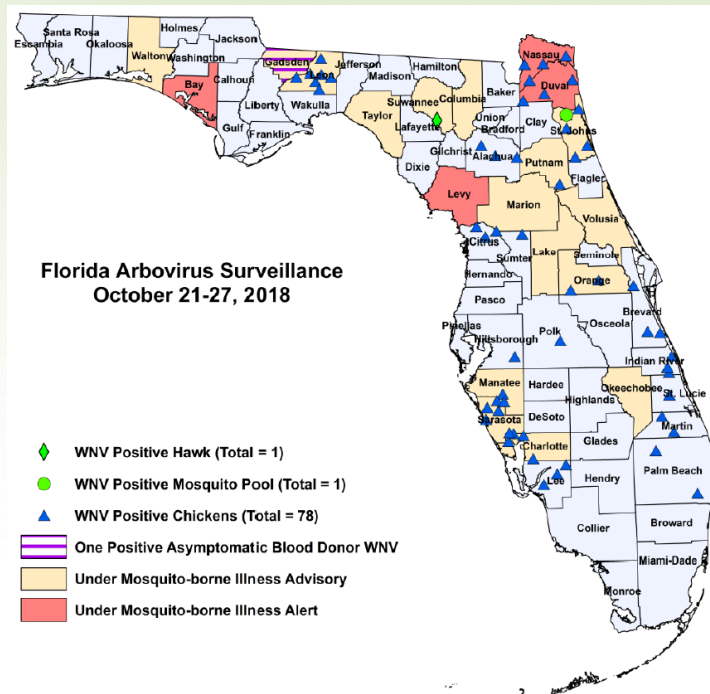 Holmes
Santa Rosa
Jackson
Escambia
Okaloosa
Walton
Washington
Gadsden
Jefferson
Hamilton
Nassau
Bay
Calhoun
Leon
Madison
Baker
Duval
Liberty
Wakulla
Suwannee
Columbia
Gulf
Franklin
Taylor
Lafayette
Union
Bradford
Clay
St. Johns
Dixie
Gilchrist
Alachua
Putnam
Flagler
Levy
Marion
Volusia
Citrus
Sumter
Lake
Seminole
Hernando
Orange
Pasco
Brevard
Pinellas
Hillsborough
Polk
Osceola
Indian River
Manatee
Hardee
Okeechobee
Highlands
St. Lucie
Sarasota
DeSoto
Martin
Charlotte
Glades
Lee
Hendry
Palm Beach
Collier
Broward
Miami-Dade
Monroe
Florida Arbovirus Surveillance
October 21-27, 2018
WNV Positive Hawk (Total = 1)
WNV Positive Mosquito Pool (Total = 1)
WNV Positive Chickens (Total = 78)
One Positive Asymptomatic Blood Donor WNV
Under Mosquito-borne Illness Advisory
Under Mosquito-borne Illness Alert